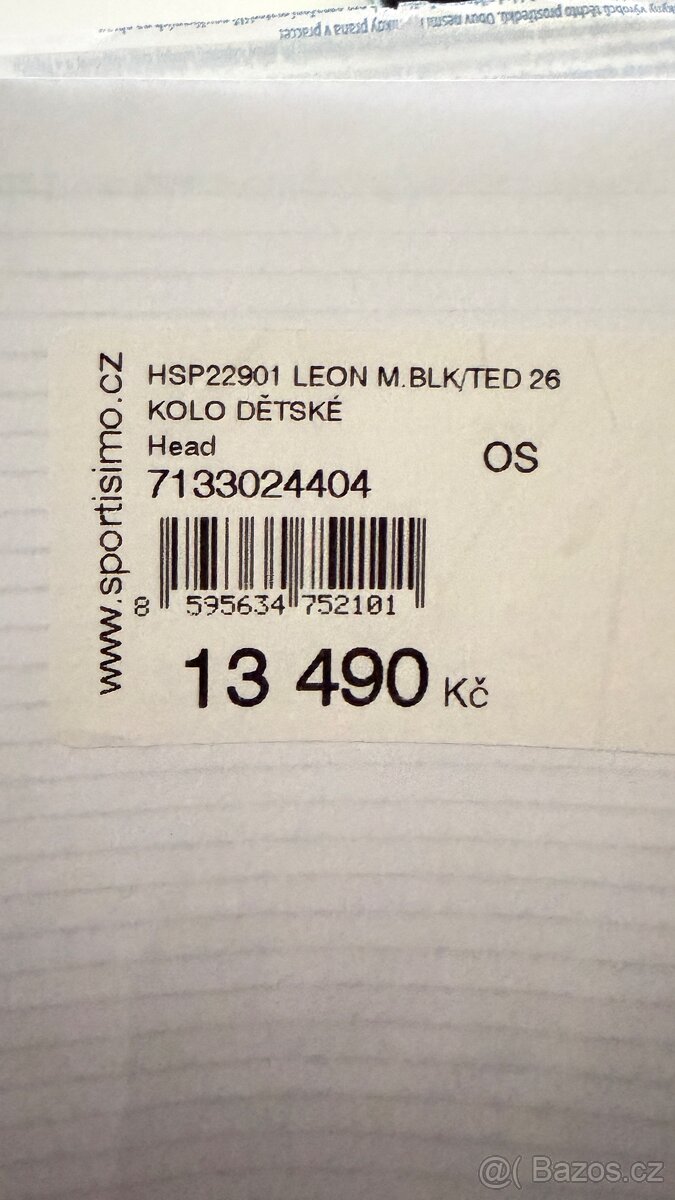 www.sportisimo.cz
HSP22901 LEON M.BLK/TED 26
KOLO DĚTSKÉ
Head
OS
7133024404
8 595634 752101
13 490 Kč
@( Bazoš.cz